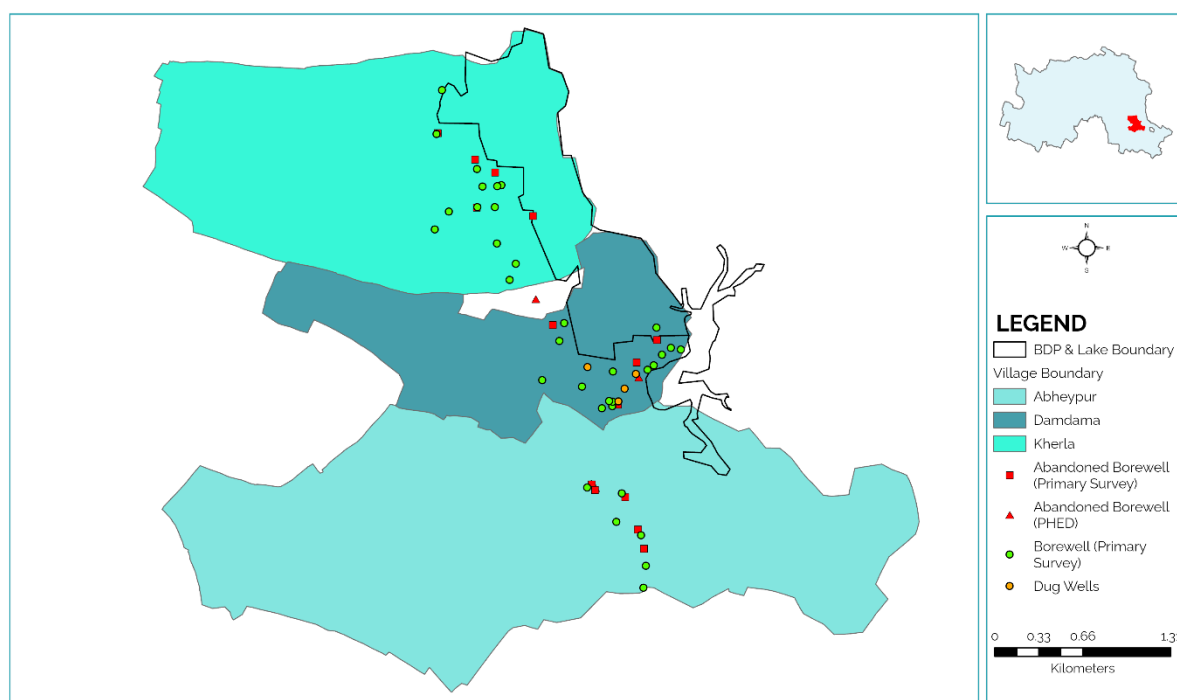 N
W
E
S
LEGEND
BDP & Lake Boundary
Village Boundary
Abheypur
Damdama
Kherla
Abandoned Borewell
(Primary Survey)
Abandoned Borewell
(PHED)
Borewell (Primary
Survey)
Dug Wells
0 0.33 0.66
Kilometers